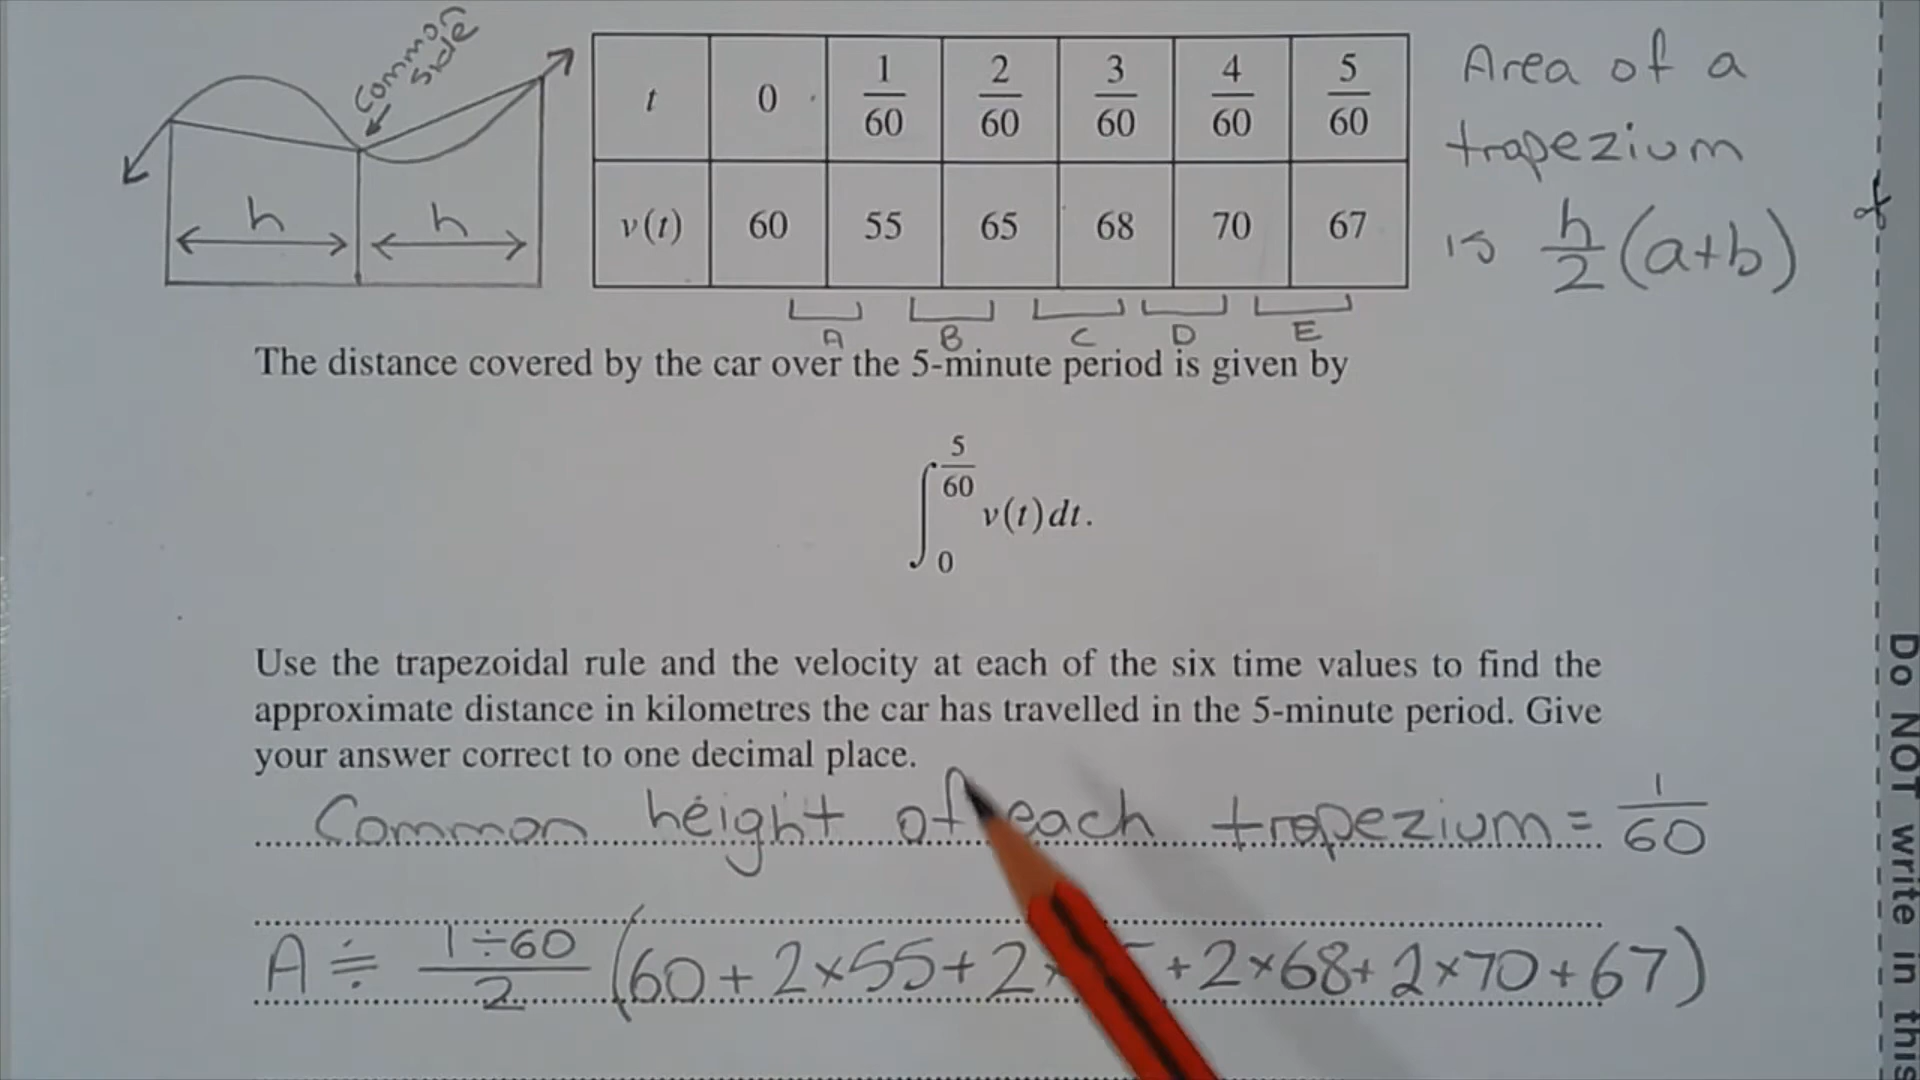 Common side
h h
t 0 1/60 2/60 3/60 4/60 5/60
v(t) 60 55 65 68 70 67
A B C D E
Area of a
trapezium
is h/2 (a+b)
The distance covered by the car over the 5-minute period is given by
∫₀^(5/60) v(t) dt.
Use the trapezoidal rule and the velocity at each of the six time values to find the
approximate distance in kilometres the car has travelled in the 5-minute period. Give
your answer correct to one decimal place.
Common height of each trapezium = 1/60
A ≑ (1÷60)/2 (60 + 2×55 + 2× + 2×68 + 2×70 + 67)
Do NOT write in this